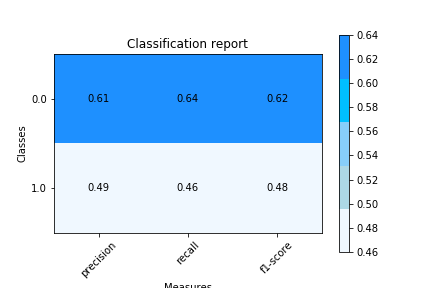 Classification report
Classes
0.0 0.61 0.64 0.62
1.0 0.49 0.46 0.48
precision recall f1-score
Measures
0.64
0.62
0.60
0.58
0.56
0.54
0.52
0.50
0.48
0.46